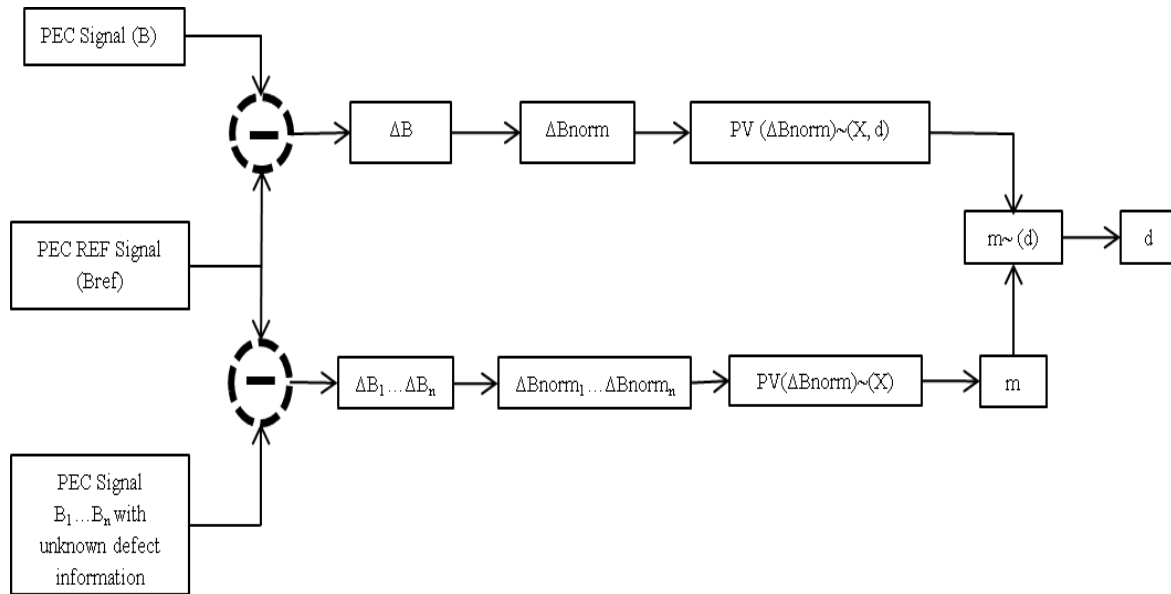 PEC Signal (B)
ΔB
ΔBnorm
PV (ΔBnorm)~(X, d)
PEC REF Signal
(Bref)
m~ (d)
d
ΔB₁...ΔBₙ
ΔBnorm₁...ΔBnormₙ
PV(ΔBnorm)~(X)
m
PEC Signal
B₁...Bₙ with
unknown defect
information